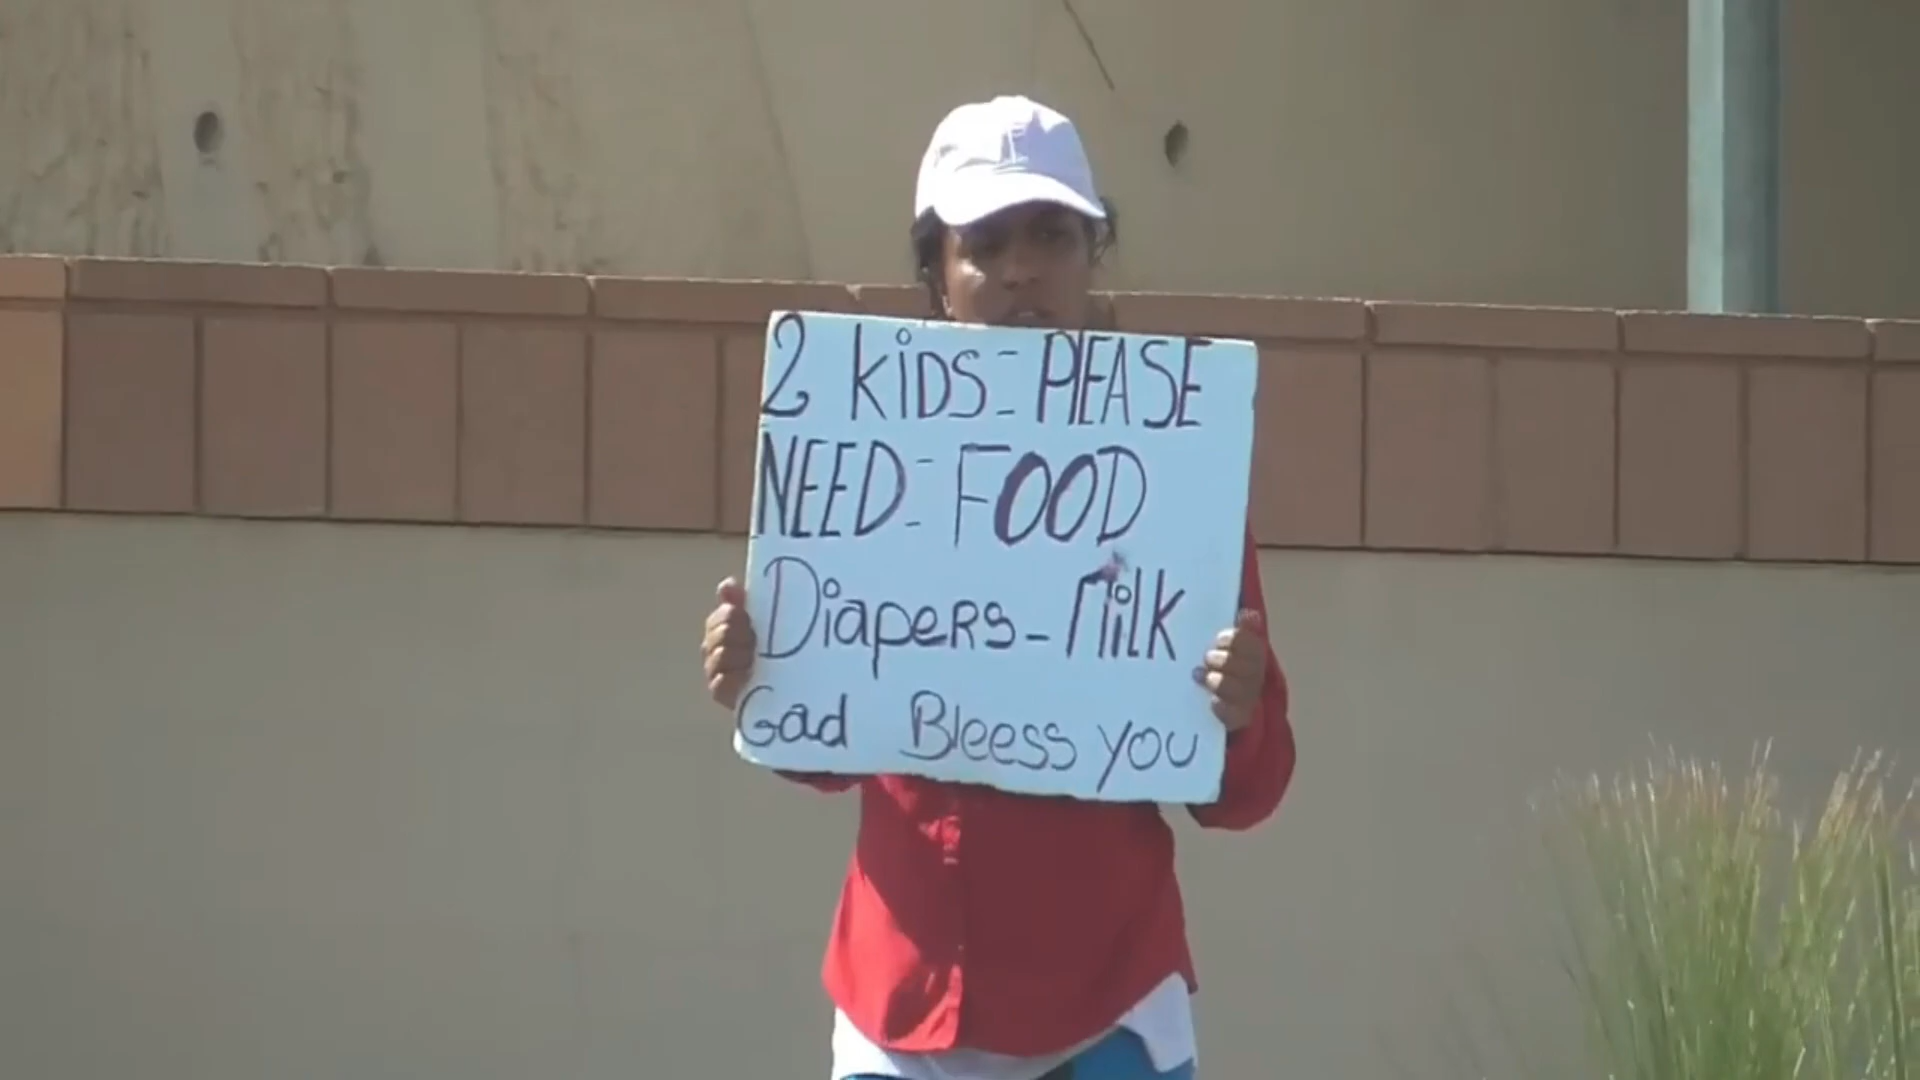 2 KiDS - PLEASE
NEED - FOOD
DiapeRs - Milk
Gad Bleess you